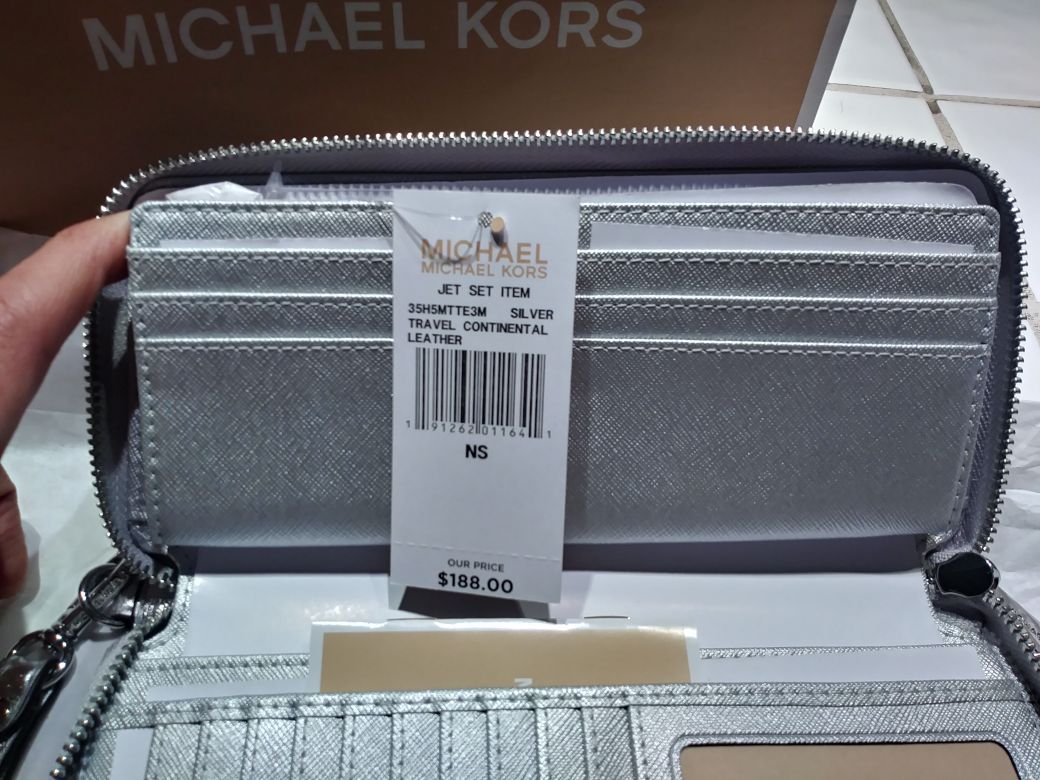 MICHAEL KORS
MICHAEL
MICHAEL KORS
JET SET ITEM
35H5MTTE3M SILVER
TRAVEL CONTINENTAL
LEATHER
1 91262 01164 1
NS
OUR PRICE
$188.00